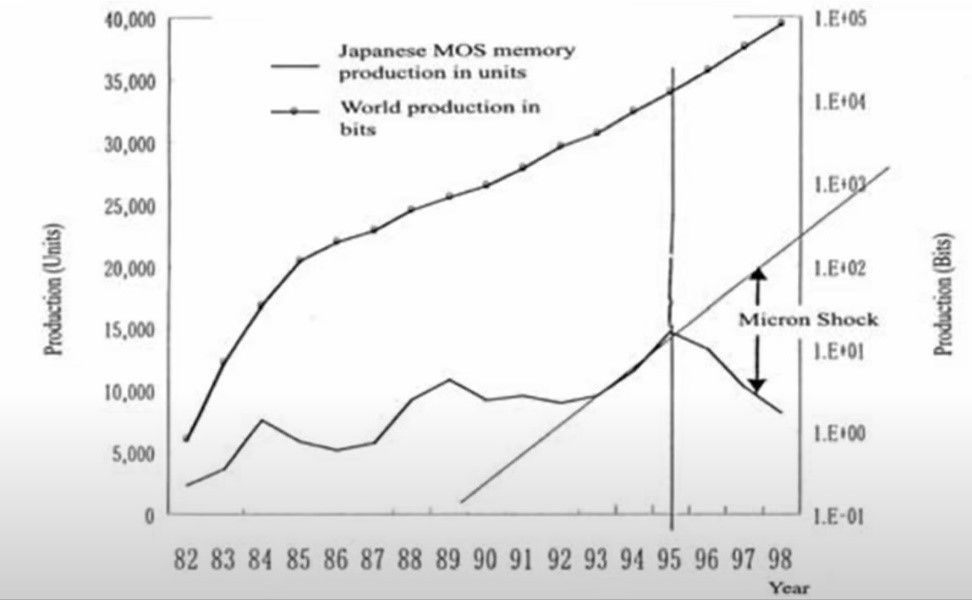 40,000
35,000
30,000
25,000
20,000
15,000
10,000
5,000
0
Production (Units)
Japanese MOS memory
production in units
World production in
bits
1.E+05
1.E+04
1.E+03
1.E+02
1.E+01
1.E+00
1.E-01
Production (Bits)
Micron Shock
82 83 84 85 86 87 88 89 90 91 92 93 94 95 96 97 98
Year